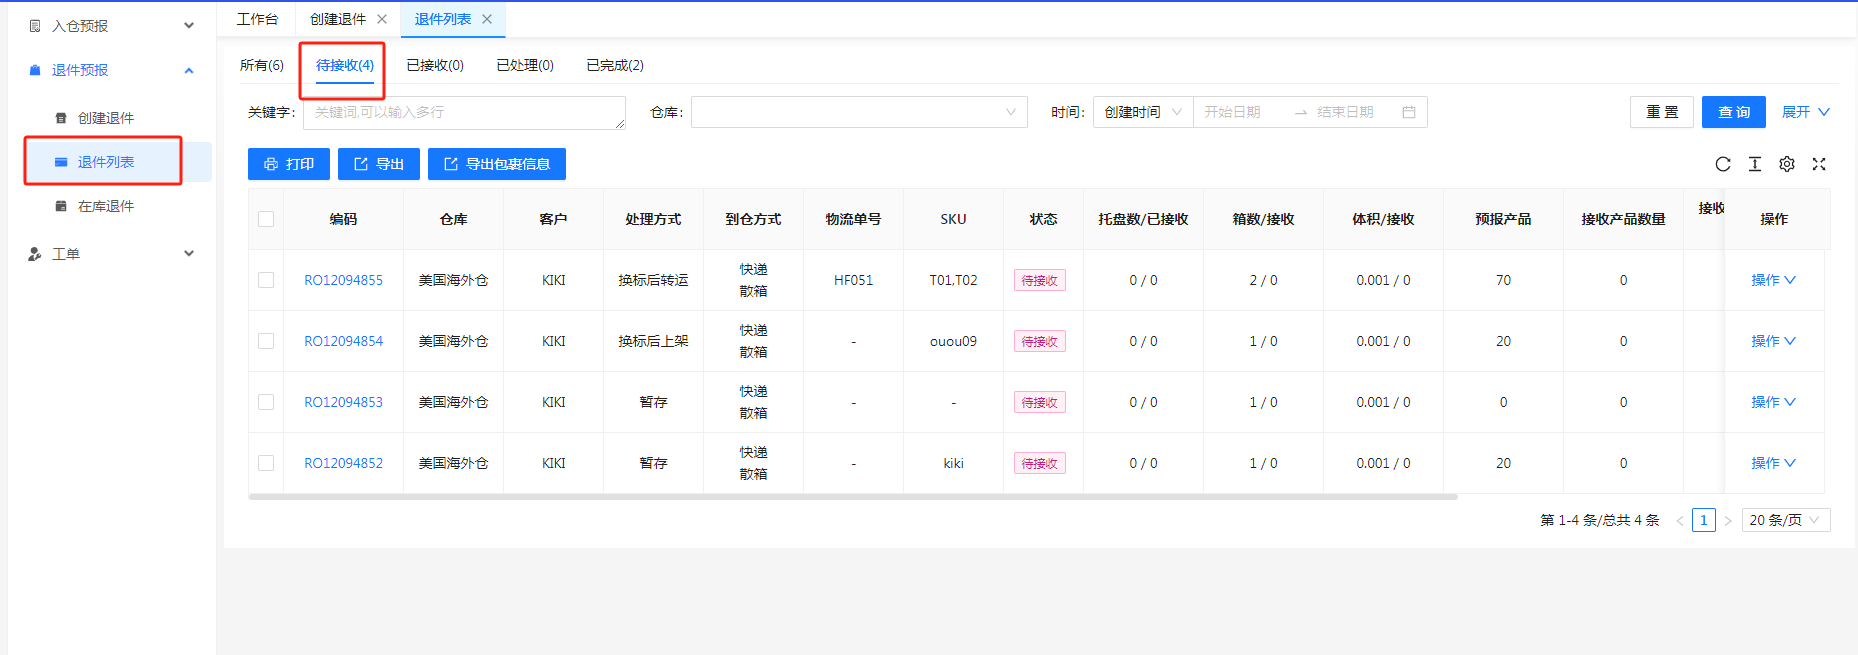 入仓预报
退件预报
创建退件
退件列表
在库退件
工单
工作台 创建退件 退件列表
所有(6) 待接收(4) 已接收(0) 已处理(0) 已完成(2)
关键字: 关键词,可以输入多行 仓库: 时间: 创建时间 开始日期 → 结束日期 重 置 查 询 展开
打印 导出 导出包裹信息
编码 仓库 客户 处理方式 到仓方式 物流单号 SKU 状态 托盘数/已接收 箱数/接收 体积/接收 预报产品 接收产品数量 接收 操作
RO12094855 美国海外仓 KIKI 换标后转运 快递 散箱 HF051 T01,T02 待接收 0 / 0 2 / 0 0.001 / 0 70 0 操作
RO12094854 美国海外仓 KIKI 换标后上架 快递 散箱 - ouou09 待接收 0 / 0 1 / 0 0.001 / 0 20 0 操作
RO12094853 美国海外仓 KIKI 暂存 快递 散箱 - - 待接收 0 / 0 1 / 0 0.001 / 0 0 0 操作
RO12094852 美国海外仓 KIKI 暂存 快递 散箱 - kiki 待接收 0 / 0 1 / 0 0.001 / 0 20 0 操作
第 1-4 条/总共 4 条 < 1 > 20 条/页